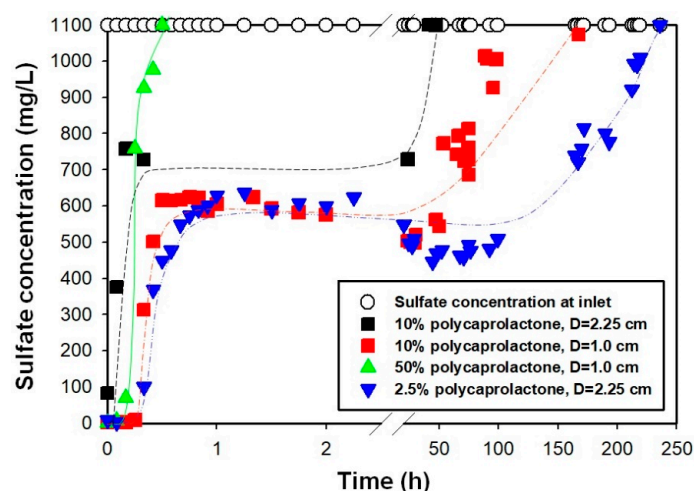 Sulfate concentration (mg/L)
1100
1000
900
800
700
600
500
400
300
200
100
0
Sulfate concentration at inlet
10% polycaprolactone, D=2.25 cm
10% polycaprolactone, D=1.0 cm
50% polycaprolactone, D=1.0 cm
2.5% polycaprolactone, D=2.25 cm
0 1 2 50 100 150 200 250
Time (h)